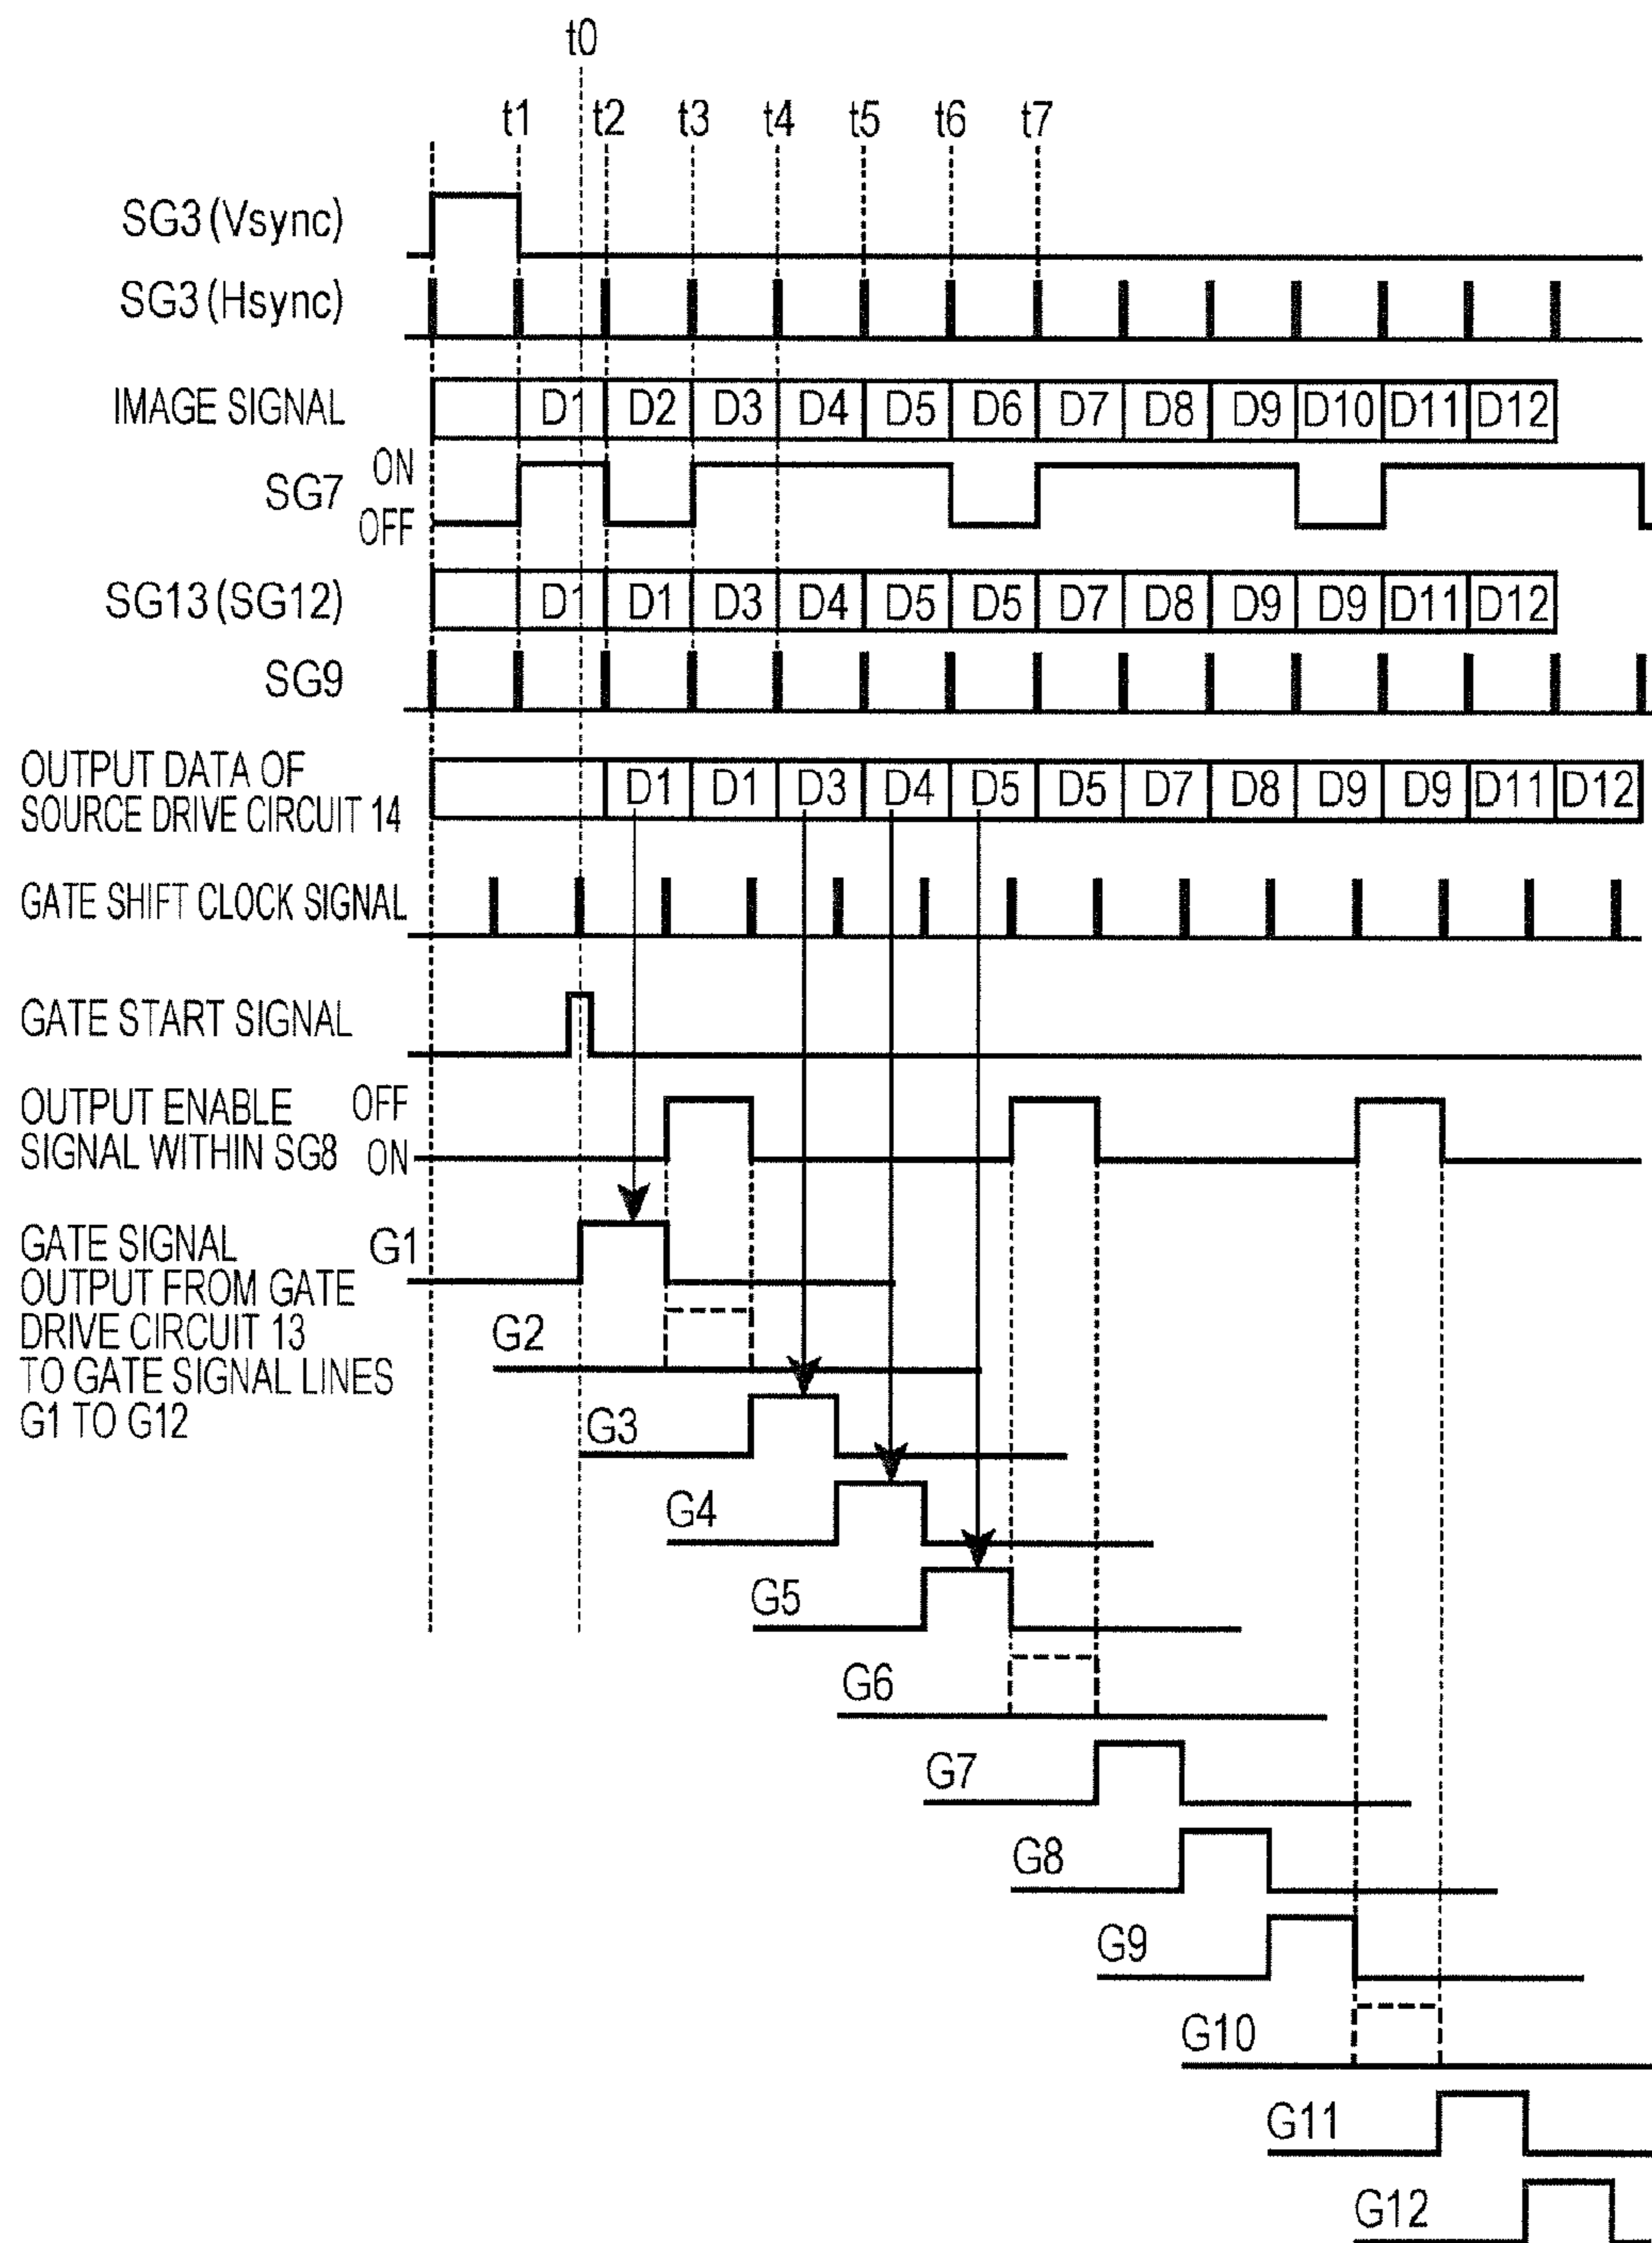 t0
t1 t2 t3 t4 t5 t6 t7
SG3 (Vsync)
SG3 (Hsync)
IMAGE SIGNAL D1 D2 D3 D4 D5 D6 D7 D8 D9 D10 D11 D12
SG7 ON
OFF
SG13 (SG12) D1 D1 D3 D4 D5 D5 D7 D8 D9 D9 D11 D12
SG9
OUTPUT DATA OF
SOURCE DRIVE CIRCUIT 14 D1 D1 D3 D4 D5 D5 D7 D8 D9 D9 D11 D12
GATE SHIFT CLOCK SIGNAL
GATE START SIGNAL
OUTPUT ENABLE OFF
SIGNAL WITHIN SG8 ON
GATE SIGNAL G1
OUTPUT FROM GATE
DRIVE CIRCUIT 13 G2
TO GATE SIGNAL LINES
G1 TO G12
G3
G4
G5
G6
G7
G8
G9
G10
G11
G12